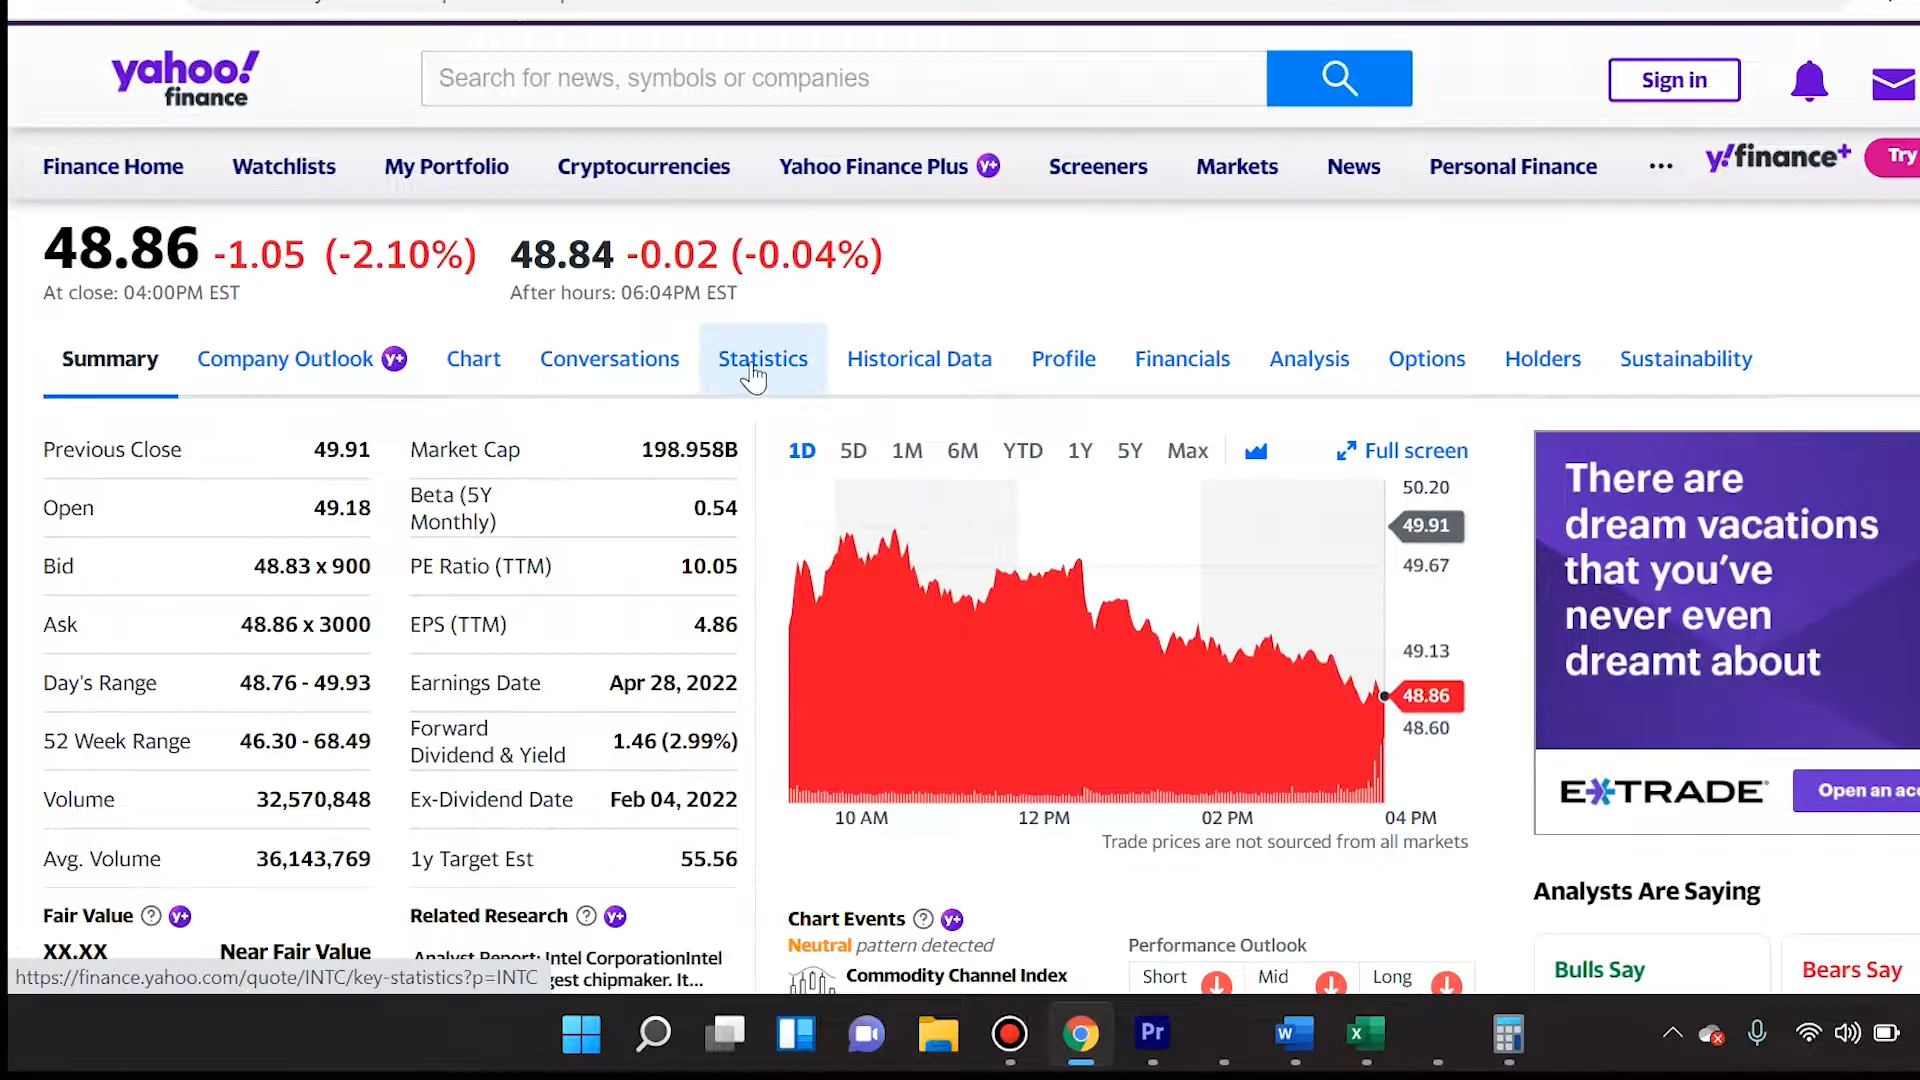 yahoo!
finance
Search for news, symbols or companies
Sign in
Finance Home Watchlists My Portfolio Cryptocurrencies Yahoo Finance Plus y+ Screeners Markets News Personal Finance ... y!finance+ Try
48.86 -1.05 (-2.10%) 48.84 -0.02 (-0.04%)
At close: 04:00PM EST After hours: 06:04PM EST
Summary Company Outlook y+ Chart Conversations Statistics Historical Data Profile Financials Analysis Options Holders Sustainability
Previous Close 49.91
Open 49.18
Bid 48.83 x 900
Ask 48.86 x 3000
Day's Range 48.76 - 49.93
52 Week Range 46.30 - 68.49
Volume 32,570,848
Avg. Volume 36,143,769
Fair Value ? y+
XX.XX Near Fair Value
Market Cap 198.958B
Beta (5Y
Monthly) 0.54
PE Ratio (TTM) 10.05
EPS (TTM) 4.86
Earnings Date Apr 28, 2022
Forward
Dividend & Yield 1.46 (2.99%)
Ex-Dividend Date Feb 04, 2022
1y Target Est 55.56
Related Research ? y+
Analyst Report: Intel CorporationIntel
gest chipmaker. It...
1D 5D 1M 6M YTD 1Y 5Y Max Full screen
50.20
49.91
49.67
49.13
48.86
48.60
10 AM 12 PM 02 PM 04 PM
Trade prices are not sourced from all markets
Chart Events ? y+
Neutral pattern detected
Commodity Channel Index
Performance Outlook
Short Mid Long
There are
dream vacations
that you've
never even
dreamt about
E*TRADE Open an acc
Analysts Are Saying
Bulls Say Bears Say
https://finance.yahoo.com/quote/INTC/key-statistics?p=INTC
Pr W X